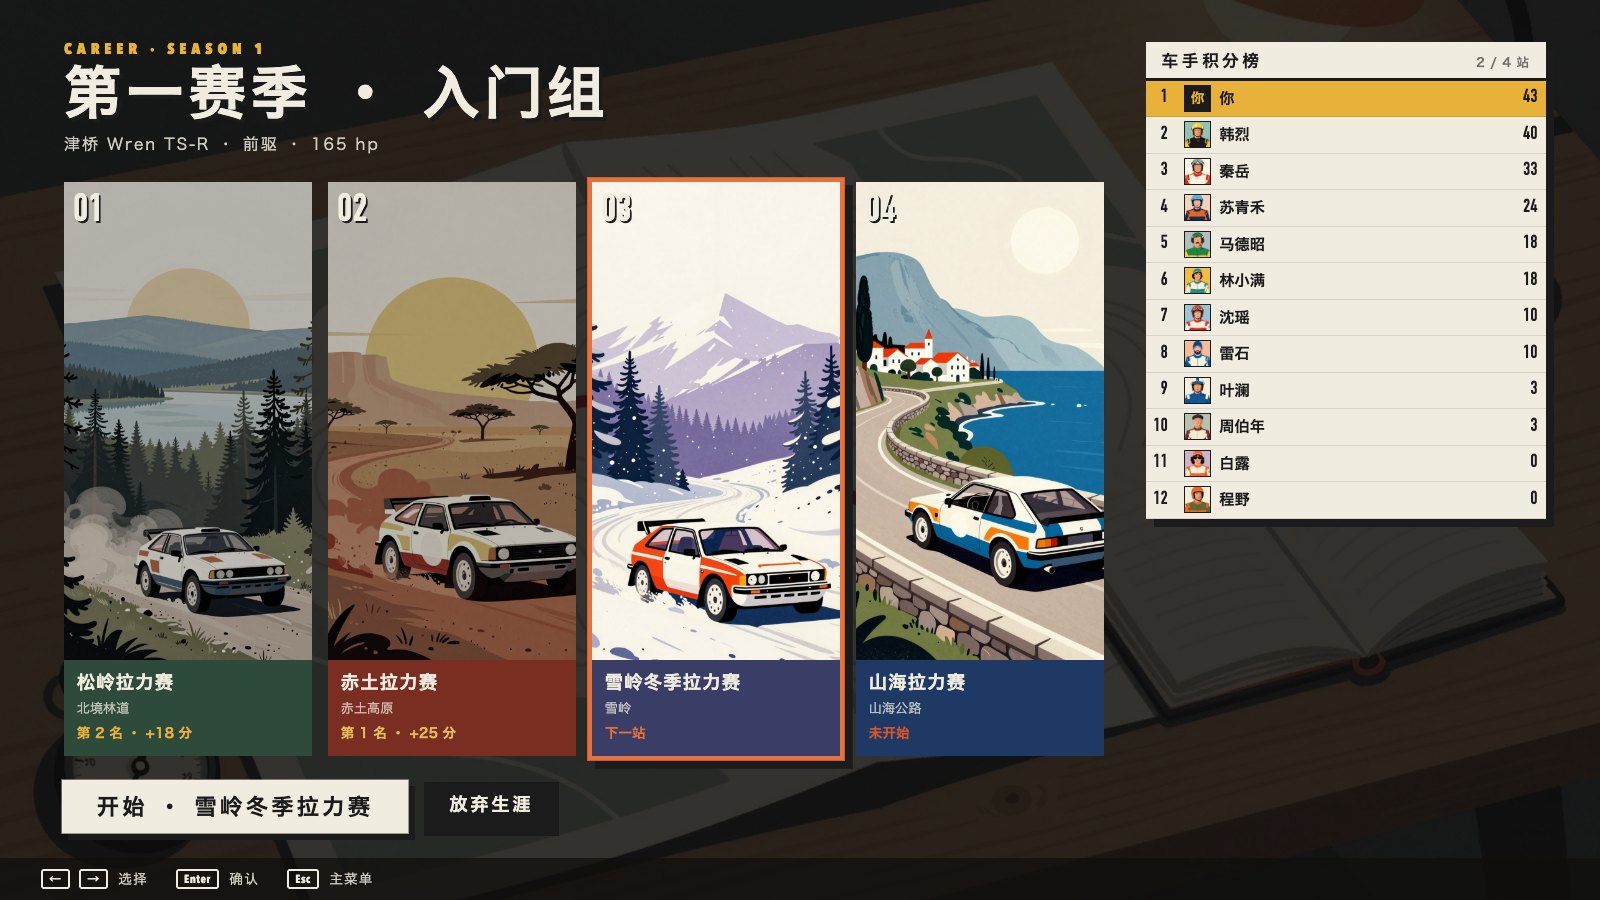 CAREER · SEASON 1
第一赛季 · 入门组
津桥 Wren TS-R · 前驱 · 165 hp
01
松岭拉力赛
北境林道
第 2 名 · +18 分
02
赤土拉力赛
赤土高原
第 1 名 · +25 分
03
雪岭冬季拉力赛
雪岭
下一站
04
山海拉力赛
山海公路
未开始
车手积分榜 2 / 4 站
1 你 你 43
2 韩烈 40
3 秦岳 33
4 苏青禾 24
5 马德昭 18
6 林小满 18
7 沈瑶 10
8 雷石 10
9 叶澜 3
10 周伯年 3
11 白露 0
12 程野 0
开始 · 雪岭冬季拉力赛
放弃生涯
← → 选择 Enter 确认 Esc 主菜单